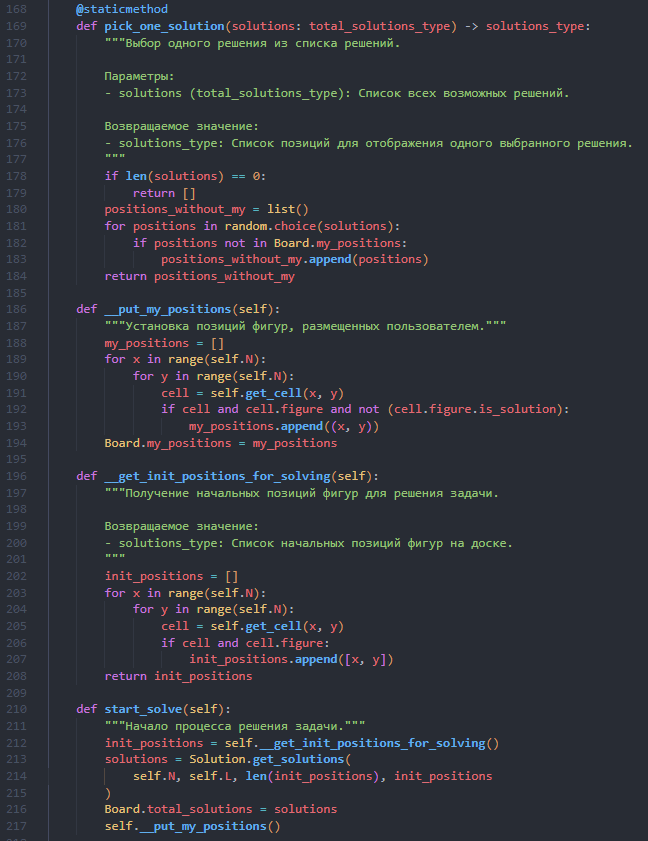 168 @staticmethod
169 def pick_one_solution(solutions: total_solutions_type) -> solutions_type:
170 """Выбор одного решения из списка решений.
171
172 Параметры:
173 - solutions (total_solutions_type): Список всех возможных решений.
174
175 Возвращаемое значение:
176 - solutions_type: Список позиций для отображения одного выбранного решения.
177 """
178 if len(solutions) == 0:
179 return []
180 positions_without_my = list()
181 for positions in random.choice(solutions):
182 if positions not in Board.my_positions:
183 positions_without_my.append(positions)
184 return positions_without_my
185
186 def __put_my_positions(self):
187 """Установка позиций фигур, размещенных пользователем."""
188 my_positions = []
189 for x in range(self.N):
190 for y in range(self.N):
191 cell = self.get_cell(x, y)
192 if cell and cell.figure and not (cell.figure.is_solution):
193 my_positions.append((x, y))
194 Board.my_positions = my_positions
195
196 def __get_init_positions_for_solving(self):
197 """Получение начальных позиций фигур для решения задачи.
198
199 Возвращаемое значение:
200 - solutions_type: Список начальных позиций фигур на доске.
201 """
202 init_positions = []
203 for x in range(self.N):
204 for y in range(self.N):
205 cell = self.get_cell(x, y)
206 if cell and cell.figure:
207 init_positions.append([x, y])
208 return init_positions
209
210 def start_solve(self):
211 """Начало процесса решения задачи."""
212 init_positions = self.__get_init_positions_for_solving()
213 solutions = Solution.get_solutions(
214 self.N, self.L, len(init_positions), init_positions
215 )
216 Board.total_solutions = solutions
217 self.__put_my_positions()